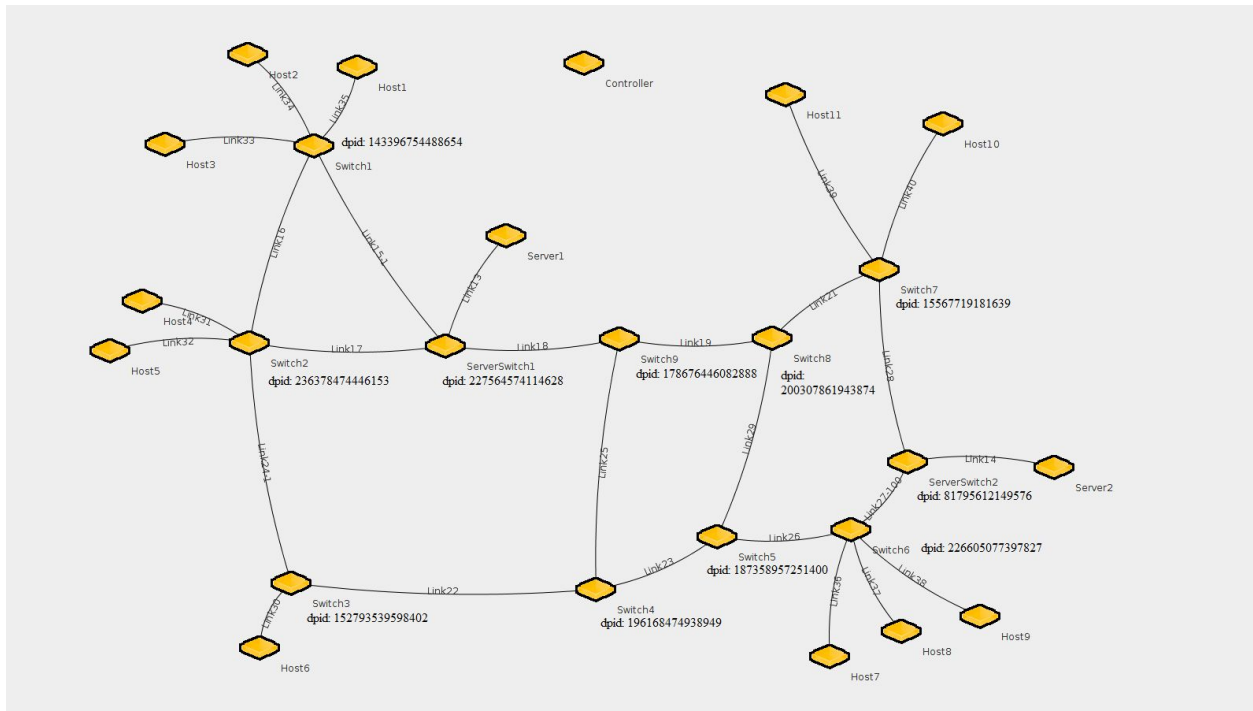 Host2
Host1
Controller
Link34
Link35
Host11
Host10
Link33
Host3
dpid: 143396754488654
Switch1
Link39
Link40
Link16
Link15-1
Server1
Link13
Switch7
dpid: 15567719181639
Link21
Host4
Link31
Link32
Host5
Link17
Link18
Link19
Switch2
dpid: 236378474446153
ServerSwitch1
dpid: 227564574114628
Switch9
dpid: 178676446082888
Switch8
dpid:
200307861943874
Link28
Link29
Link24-1
Link25
Link14
ServerSwitch2
dpid: 81795612149576
Server2
Link27-100
Link26
Switch6
dpid: 226605077397827
Switch5
dpid: 187358957251400
Link23
Link22
Switch3
dpid: 152793539598402
Link30
Switch4
dpid: 196168474938949
Link36
Link37
Link38
Host6
Host7
Host8
Host9